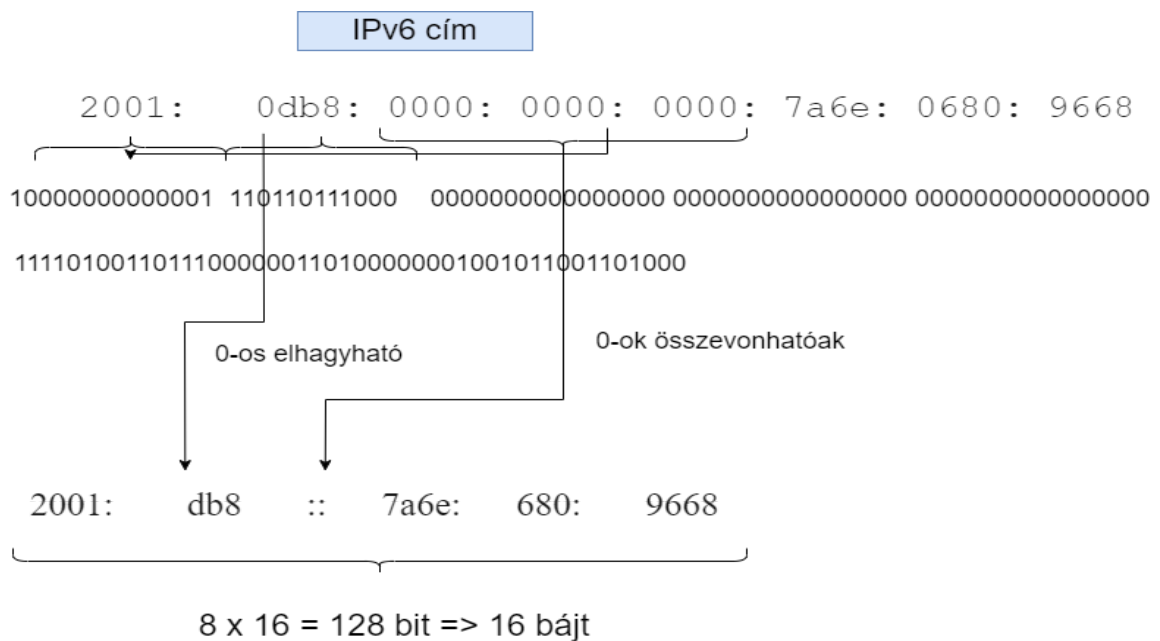 IPv6 cím
2001: 0db8: 0000: 0000: 0000: 7a6e: 0680: 9668
10000000000001 110110111000 0000000000000000 0000000000000000 0000000000000000
11110100110111000000110100000001001011001101000
0-os elhagyható
0-ok összevonhatóak
2001: db8 :: 7a6e: 680: 9668
8 x 16 = 128 bit => 16 bájt